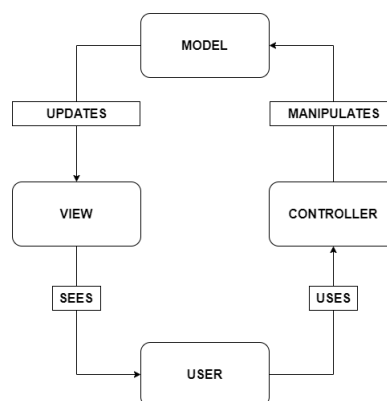 MODEL
UPDATES
MANIPULATES
VIEW
CONTROLLER
SEES
USES
USER